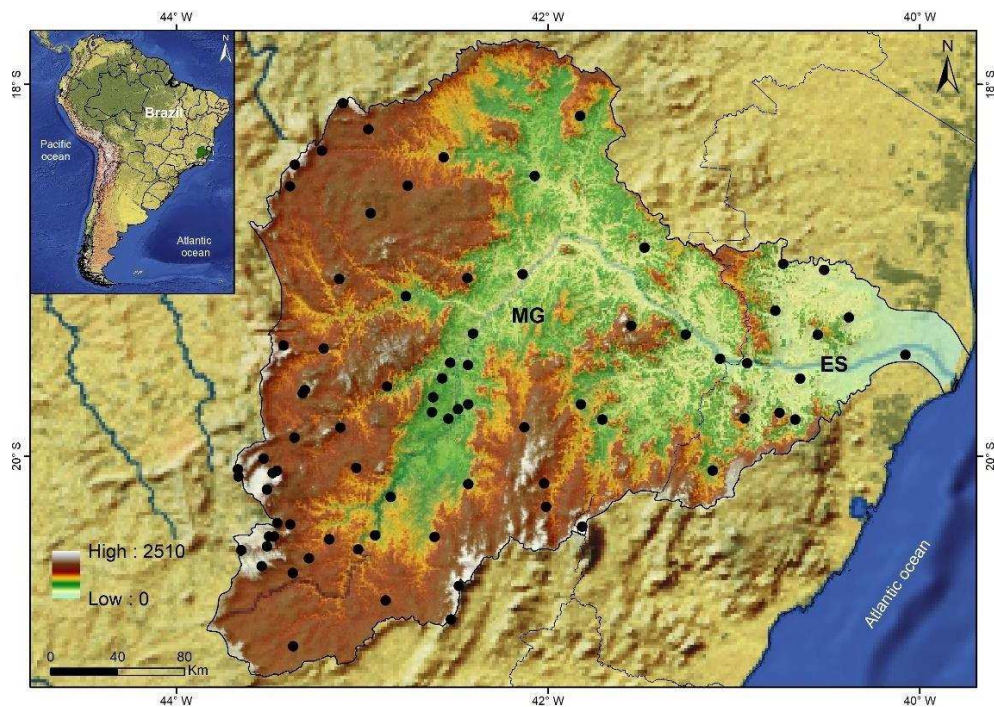 44° W
42° W
40° W
N
N
18° S
18° S
Brazil
Pacific
ocean
Atlantic
ocean
MG
ES
20° S
20° S
High : 2510
Low : 0
0
40
80
Km
Atlantic ocean
44° W
42° W
40° W